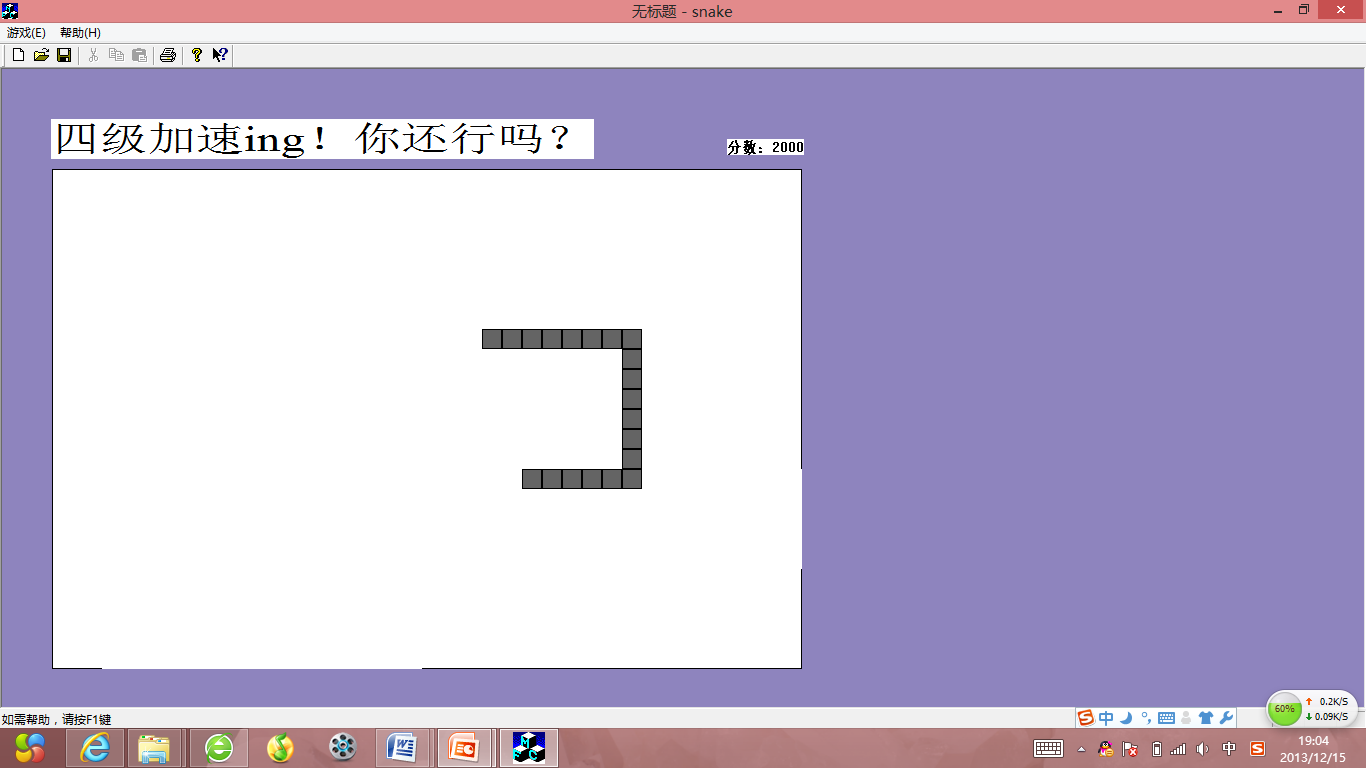 无标题 - snake
游戏(E) 帮助(H)
四级加速ing！你还行吗？
分数：2000
如需帮助，请按F1键
中
60%
0.2K/S
0.09K/S
中
19:04
2013/12/15